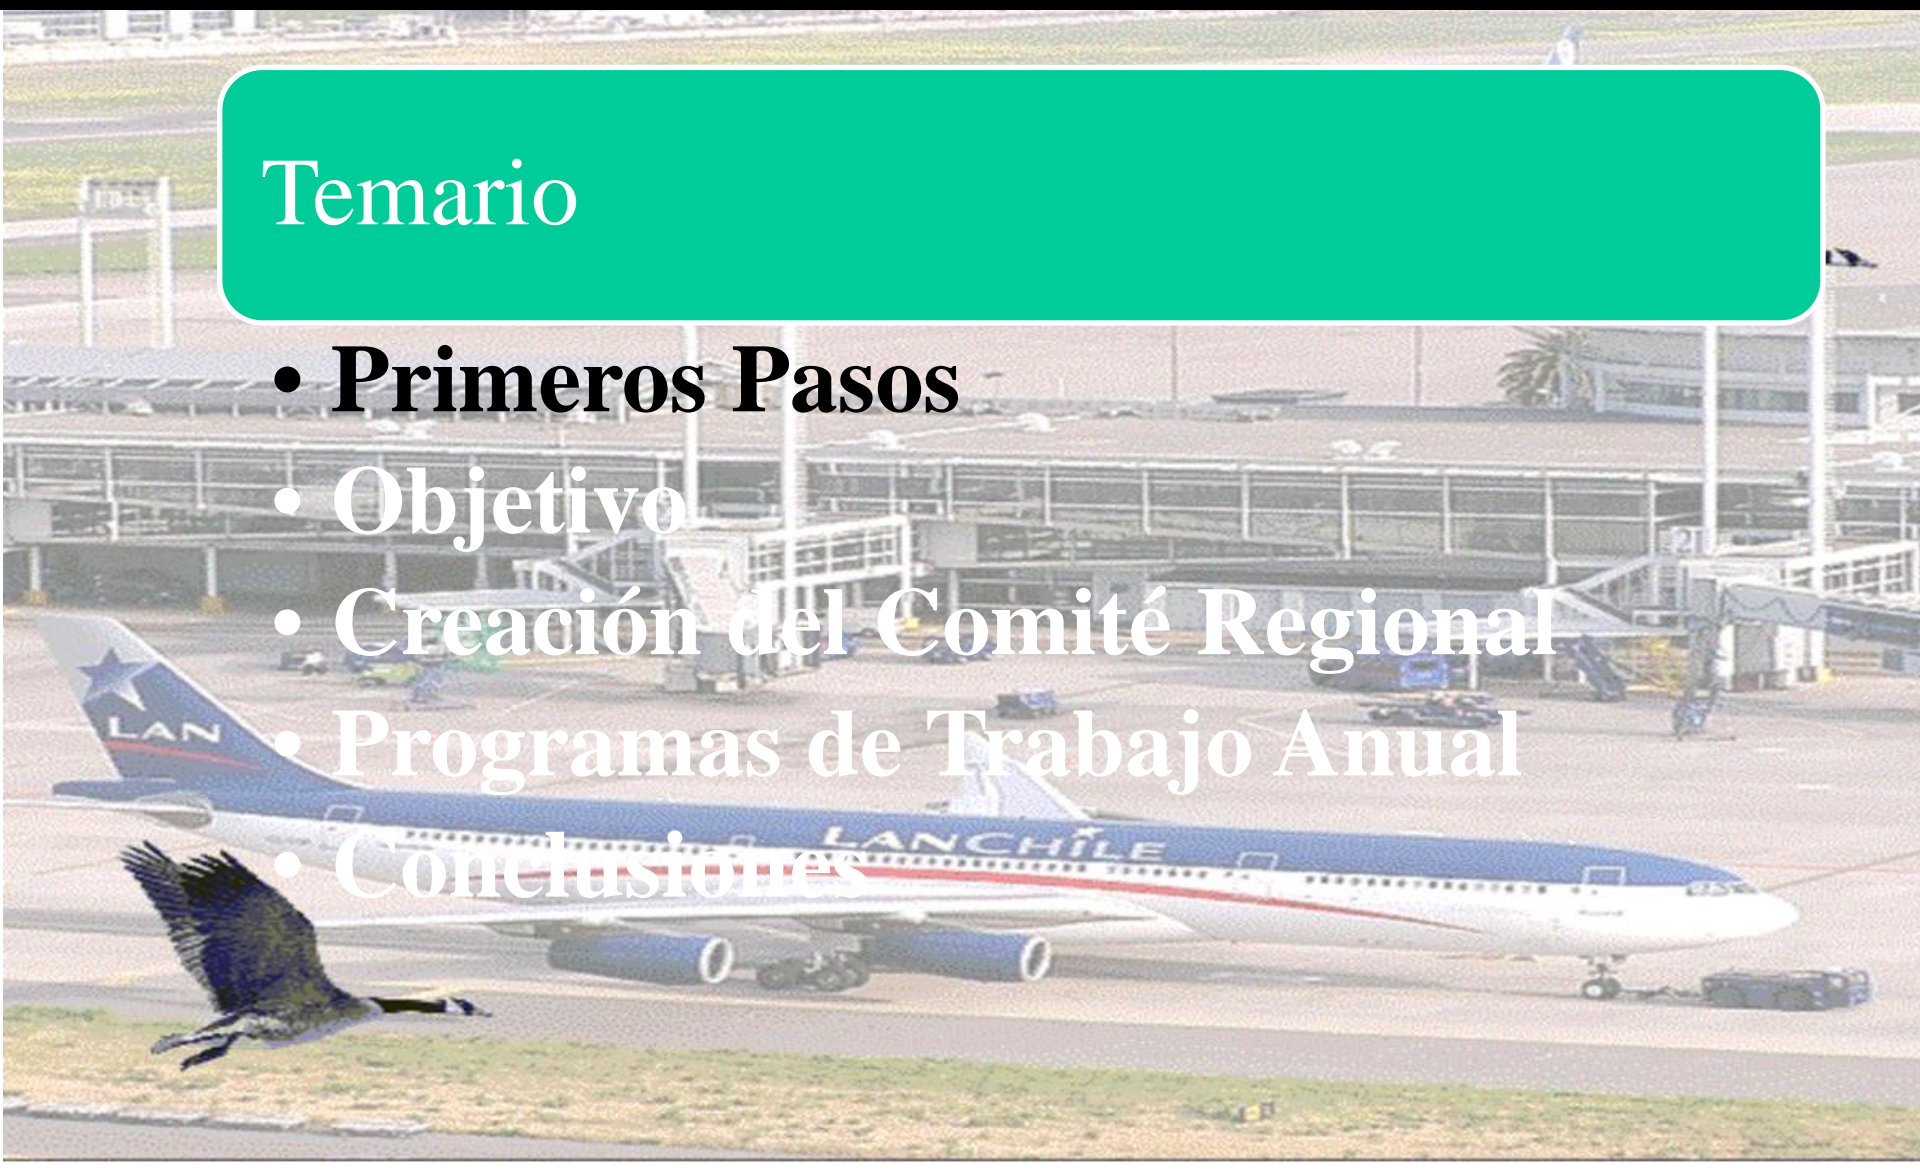 Temario
• Primeros Pasos
• Objetivo
• Creación del Comité Regional
• Programas de Trabajo Anual
• Conclusiones
LAN
LANCHILE